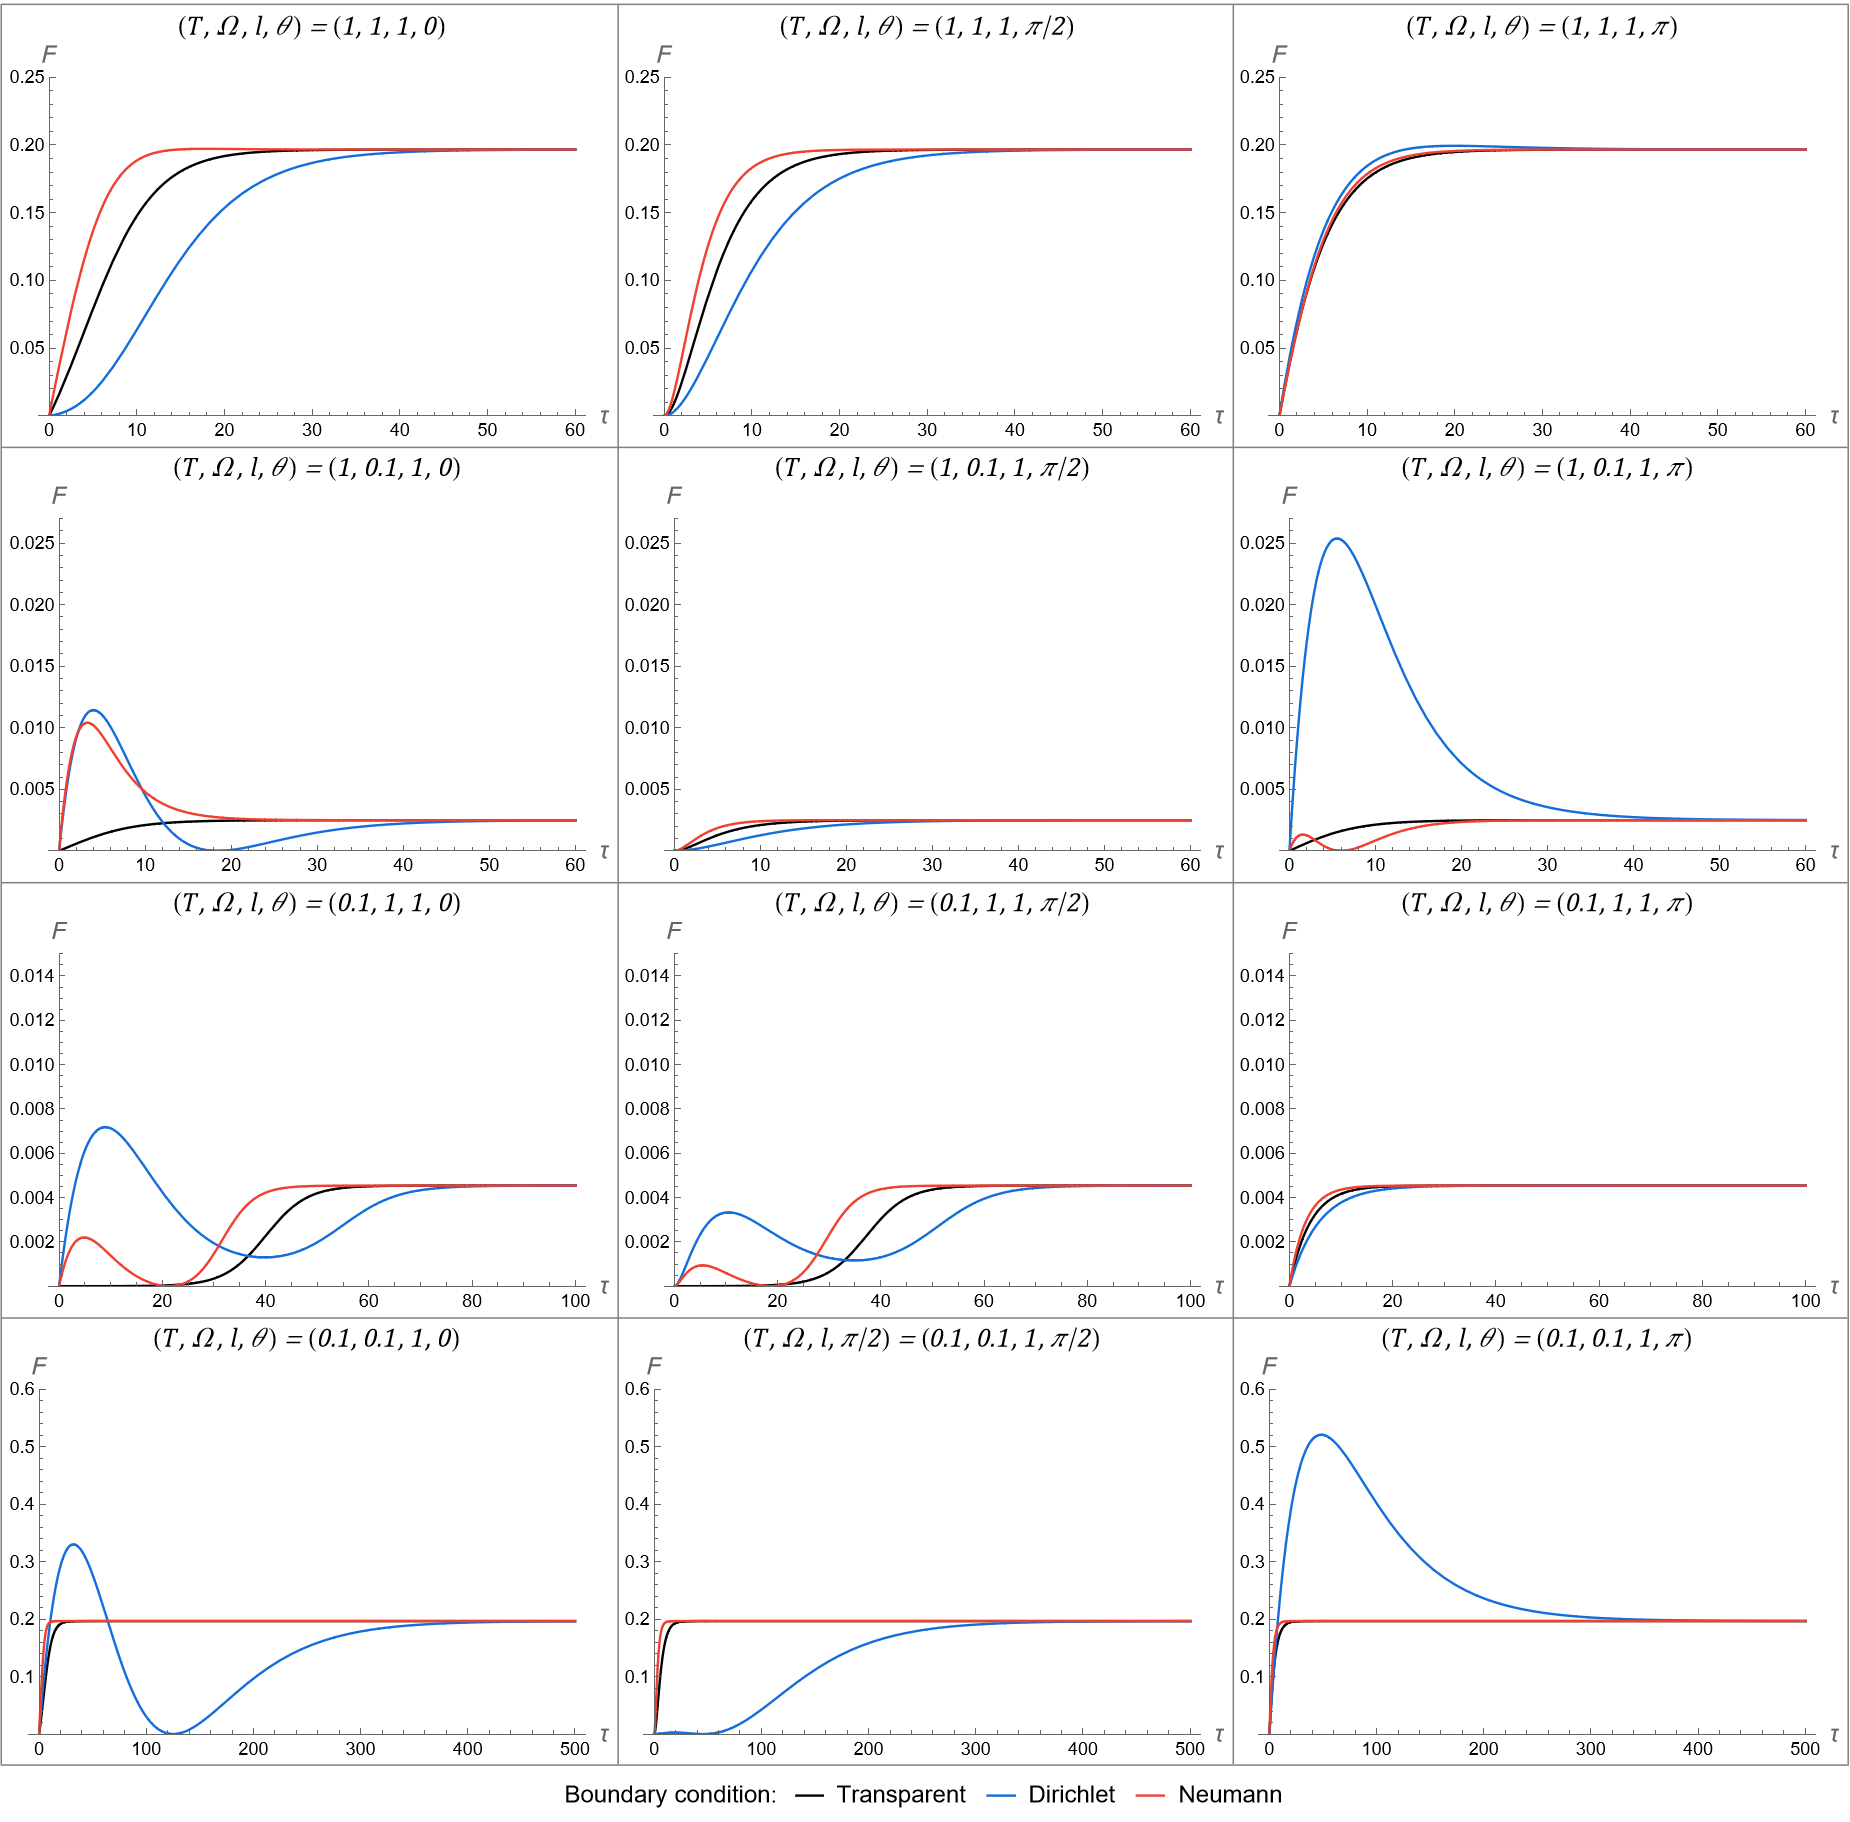 (T, Ω, l, θ) = (1, 1, 1, 0)
F
0.25
0.20
0.15
0.10
0.05
0 10 20 30 40 50 60 τ
(T, Ω, l, θ) = (1, 1, 1, π/2)
F
0.25
0.20
0.15
0.10
0.05
0 10 20 30 40 50 60 τ
(T, Ω, l, θ) = (1, 1, 1, π)
F
0.25
0.20
0.15
0.10
0.05
0 10 20 30 40 50 60 τ
(T, Ω, l, θ) = (1, 0.1, 1, 0)
F
0.025
0.020
0.015
0.010
0.005
0 10 20 30 40 50 60 τ
(T, Ω, l, θ) = (1, 0.1, 1, π/2)
F
0.025
0.020
0.015
0.010
0.005
0 10 20 30 40 50 60 τ
(T, Ω, l, θ) = (1, 0.1, 1, π)
F
0.025
0.020
0.015
0.010
0.005
0 10 20 30 40 50 60 τ
(T, Ω, l, θ) = (0.1, 1, 1, 0)
F
0.014
0.012
0.010
0.008
0.006
0.004
0.002
0 20 40 60 80 100 τ
(T, Ω, l, θ) = (0.1, 1, 1, π/2)
F
0.014
0.012
0.010
0.008
0.006
0.004
0.002
0 20 40 60 80 100 τ
(T, Ω, l, θ) = (0.1, 1, 1, π)
F
0.014
0.012
0.010
0.008
0.006
0.004
0.002
0 20 40 60 80 100 τ
(T, Ω, l, θ) = (0.1, 0.1, 1, 0)
F
0.6
0.5
0.4
0.3
0.2
0.1
0 100 200 300 400 500 τ
(T, Ω, l, π/2) = (0.1, 0.1, 1, π/2)
F
0.6
0.5
0.4
0.3
0.2
0.1
0 100 200 300 400 500 τ
(T, Ω, l, θ) = (0.1, 0.1, 1, π)
F
0.6
0.5
0.4
0.3
0.2
0.1
0 100 200 300 400 500 τ
Boundary condition: Transparent Dirichlet Neumann